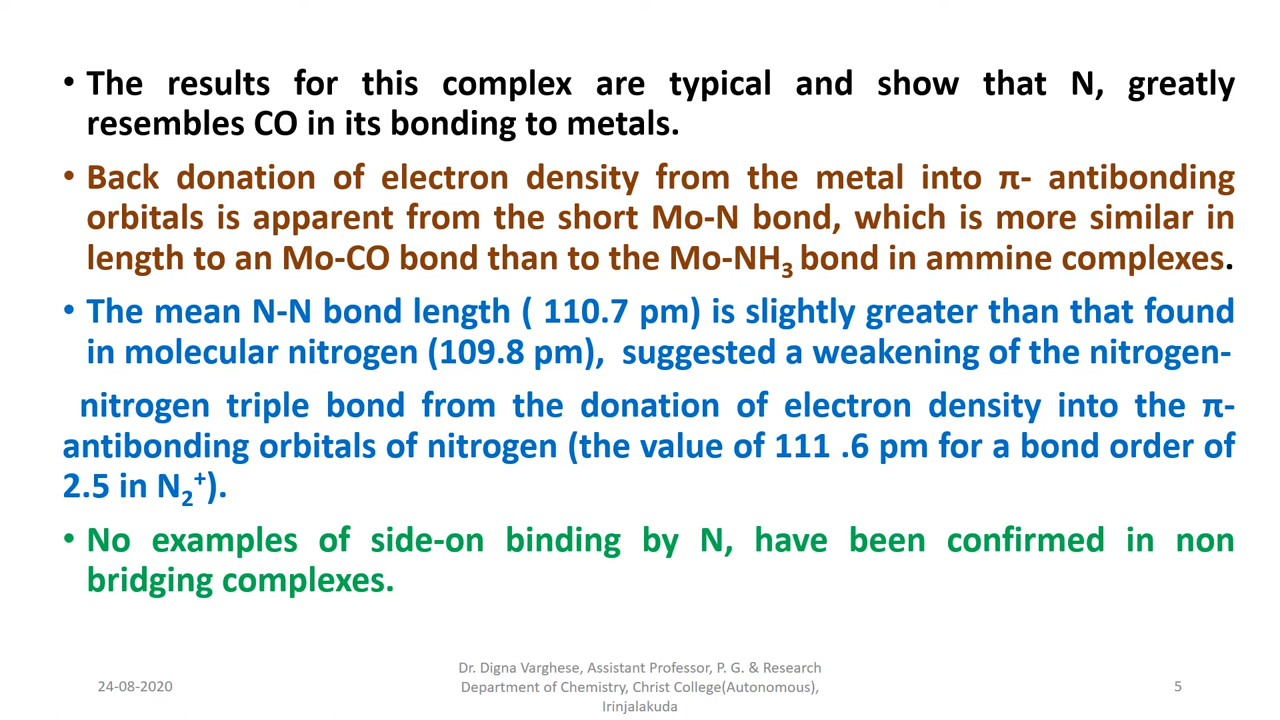 • The results for this complex are typical and show that N, greatly
resembles CO in its bonding to metals.
• Back donation of electron density from the metal into π- antibonding
orbitals is apparent from the short Mo-N bond, which is more similar in
length to an Mo-CO bond than to the Mo-NH₃ bond in ammine complexes.
• The mean N-N bond length ( 110.7 pm) is slightly greater than that found
in molecular nitrogen (109.8 pm), suggested a weakening of the nitrogen-
nitrogen triple bond from the donation of electron density into the π-
antibonding orbitals of nitrogen (the value of 111 .6 pm for a bond order of
2.5 in N₂⁺).
• No examples of side-on binding by N, have been confirmed in non
bridging complexes.
24-08-2020
Dr. Digna Varghese, Assistant Professor, P. G. & Research
Department of Chemistry, Christ College(Autonomous),
Irinjalakuda
5